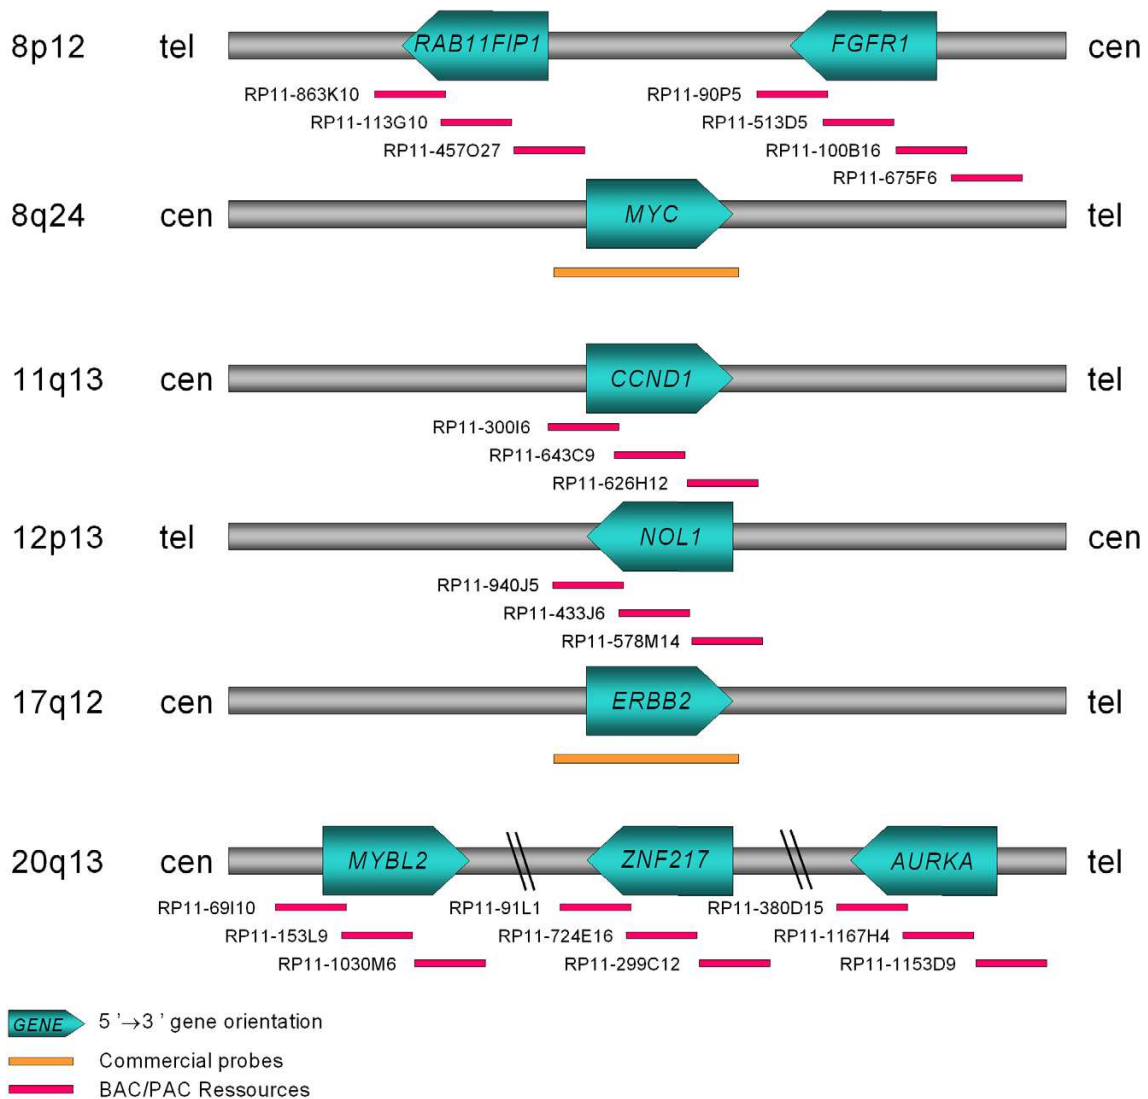 8p12 tel RAB11FIP1 FGFR1 cen
RP11-863K10 RP11-90P5
RP11-113G10 RP11-513D5
RP11-457O27 RP11-100B16
RP11-675F6
8q24 cen MYC tel
11q13 cen CCND1 tel
RP11-300I6
RP11-643C9
RP11-626H12
12p13 tel NOL1 cen
RP11-940J5
RP11-433J6
RP11-578M14
17q12 cen ERBB2 tel
20q13 cen MYBL2 ZNF217 AURKA tel
RP11-69I10 RP11-91L1 RP11-380D15
RP11-153L9 RP11-724E16 RP11-1167H4
RP11-1030M6 RP11-299C12 RP11-1153D9
GENE 5 '→3 ' gene orientation
Commercial probes
BAC/PAC Ressources